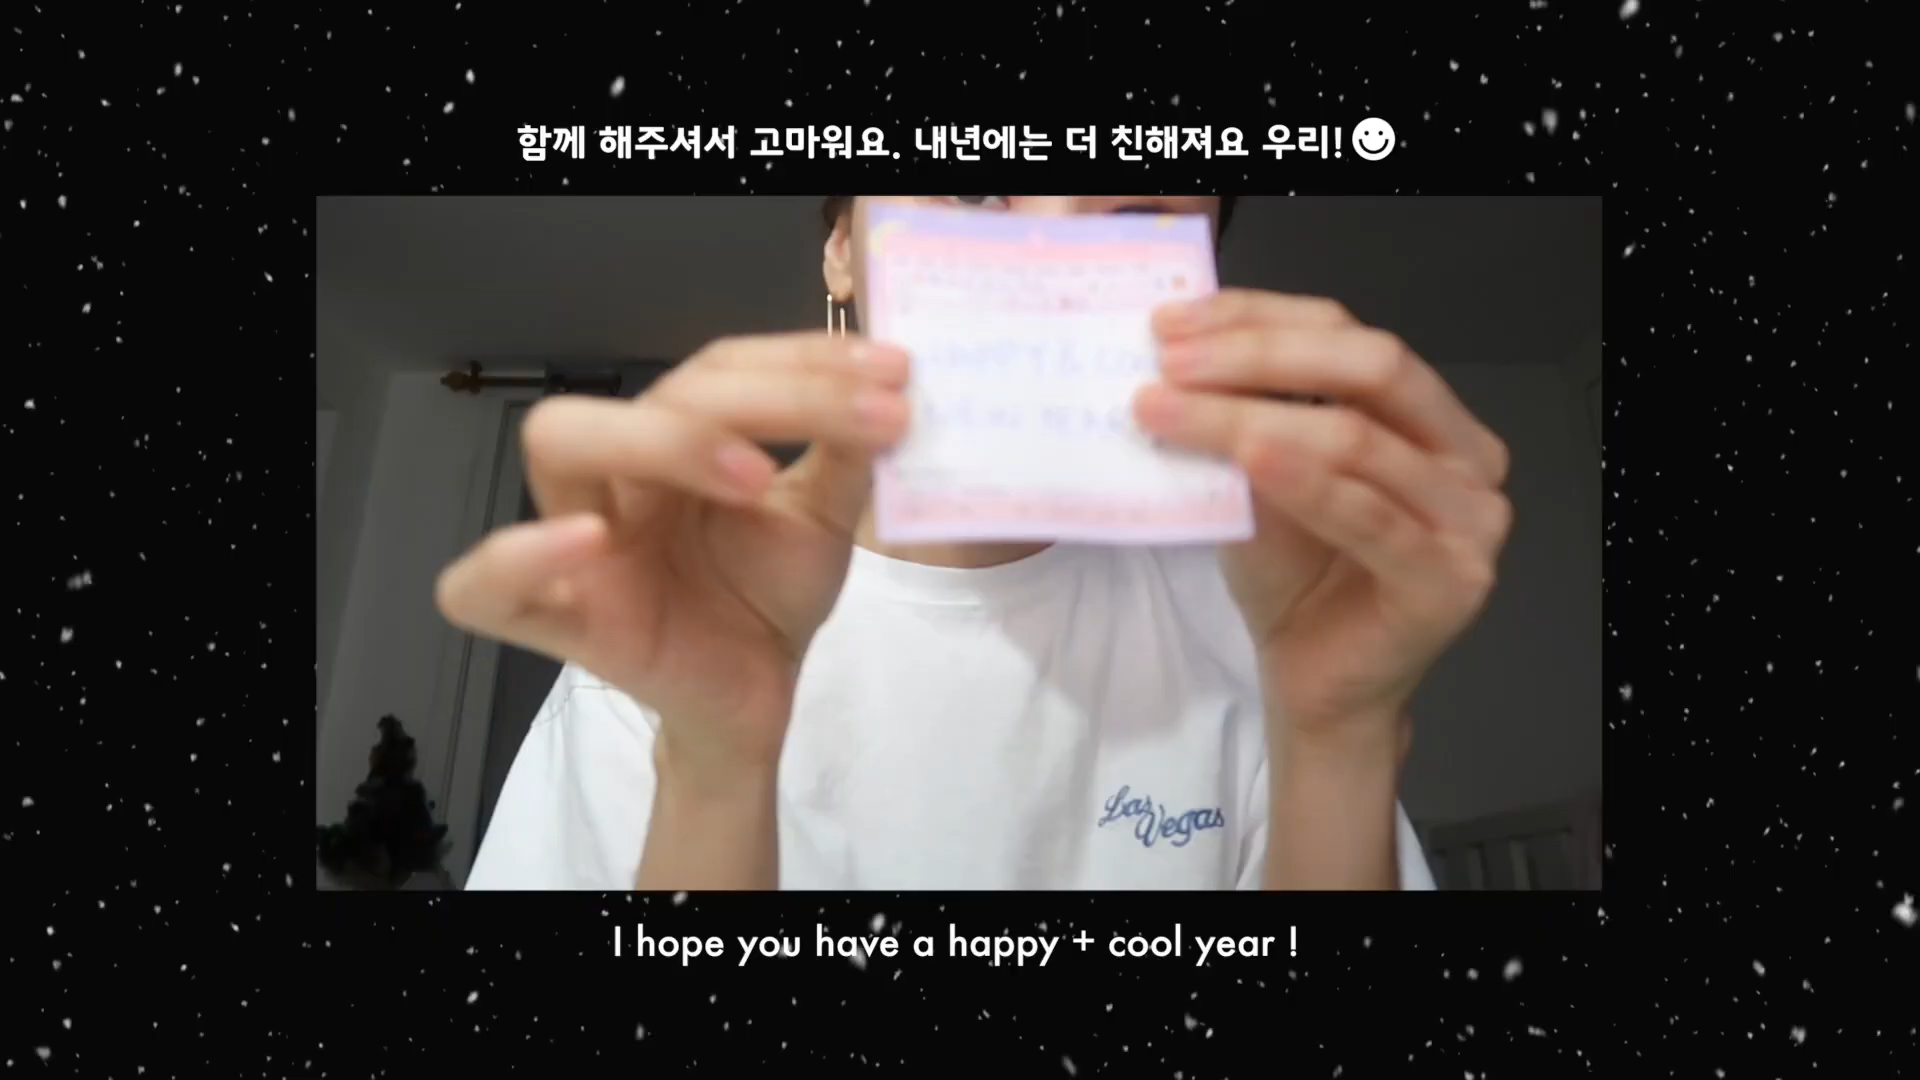 함께 해주셔서 고마워요. 내년에는 더 친해져요 우리!
Las
Vegas
I hope you have a happy + cool year !